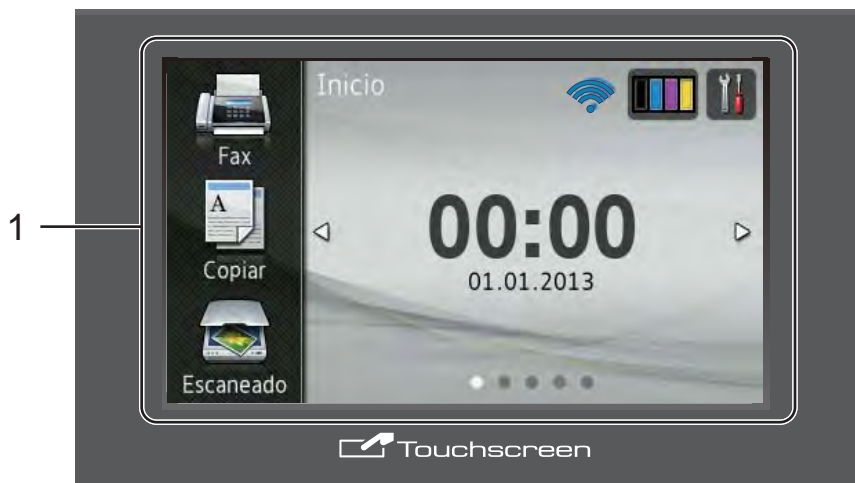 Inicio
Fax
A
Copiar
Escaneado
00:00
01.01.2013
1
Touchscreen